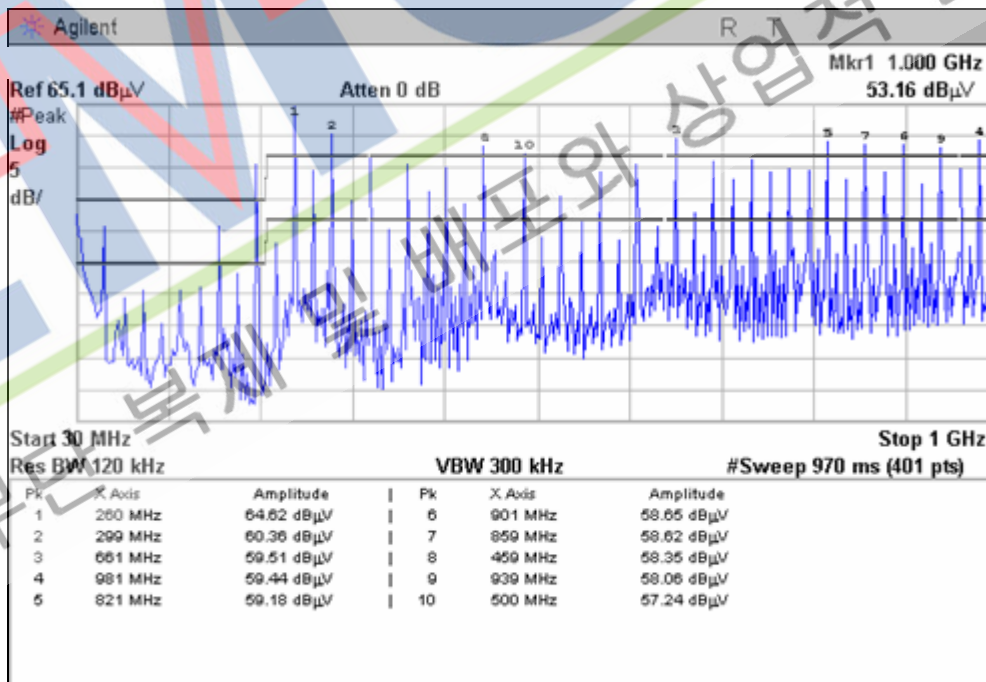 Agilent
R T
Mkr1 1.000 GHz
Ref 65.1 dBµV Atten 0 dB 53.16 dBµV
#Peak
Log
5
dB/
1 2 8 10 3 5 7 6 9 4
Start 30 MHz Stop 1 GHz
Res BW 120 kHz VBW 300 kHz #Sweep 970 ms (401 pts)
Pk X Axis Amplitude | Pk X Axis Amplitude
1 260 MHz 64.62 dBµV | 6 901 MHz 58.65 dBµV
2 299 MHz 60.36 dBµV | 7 859 MHz 58.62 dBµV
3 661 MHz 59.51 dBµV | 8 459 MHz 58.35 dBµV
4 981 MHz 59.44 dBµV | 9 939 MHz 58.06 dBµV
5 821 MHz 59.18 dBµV | 10 500 MHz 57.24 dBµV
무단 복제 및 배포와 상업적